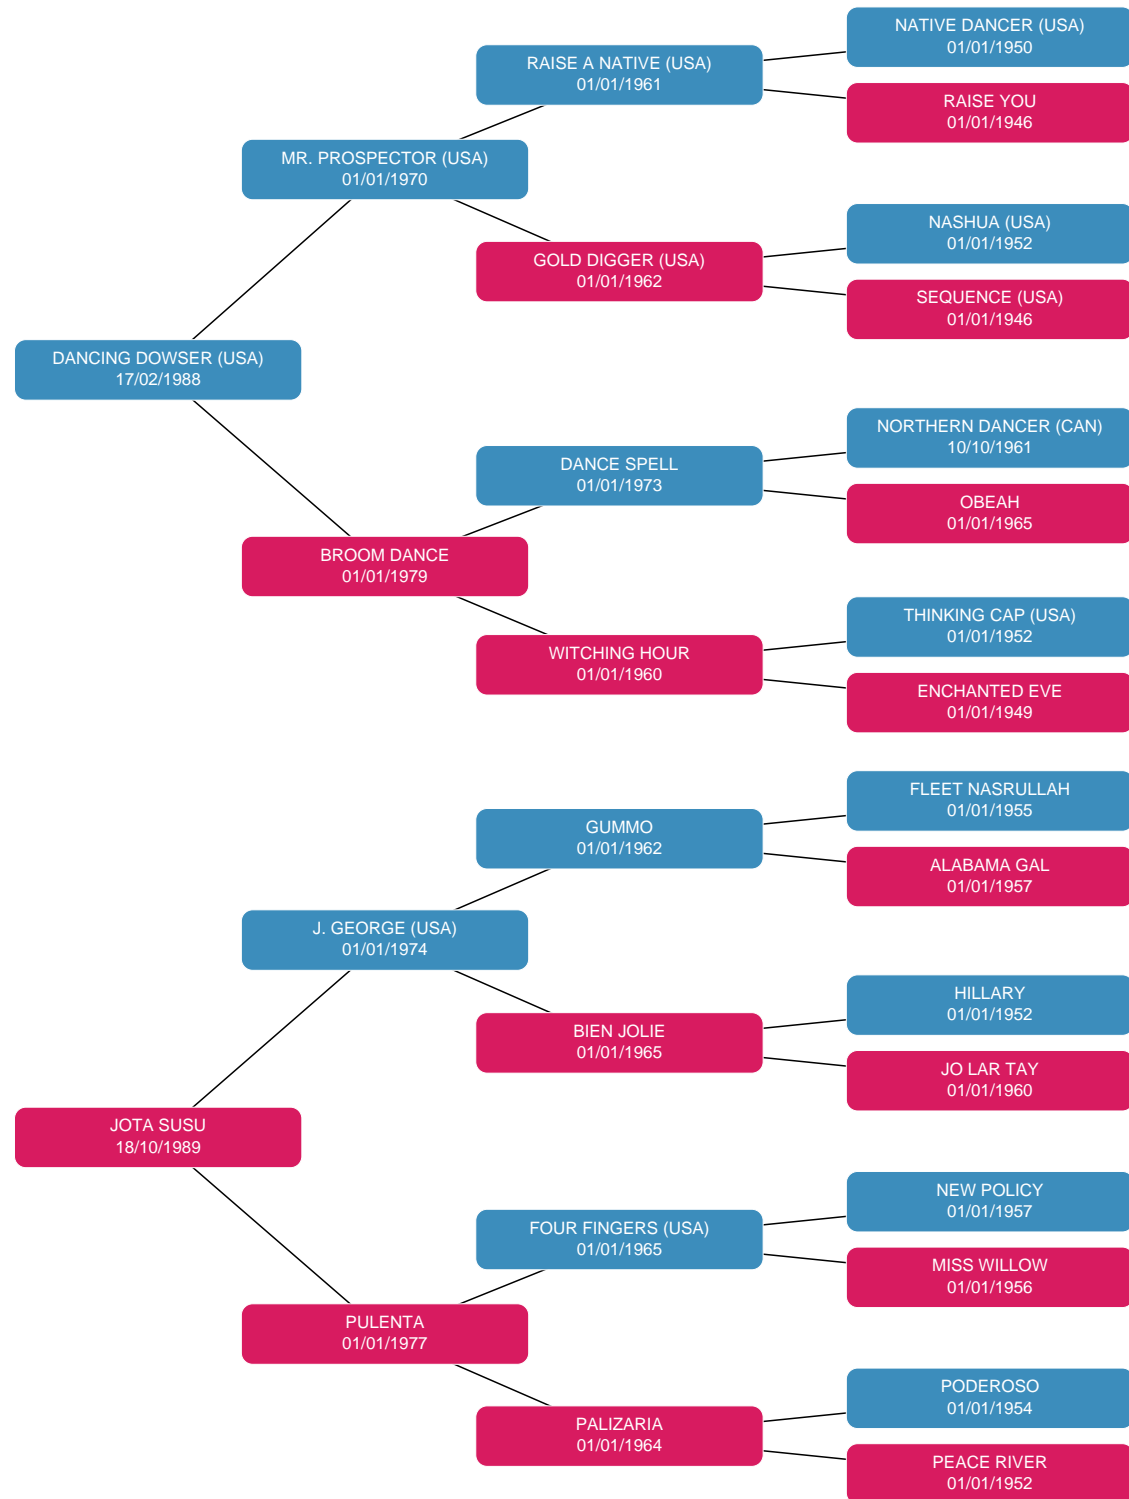 NATIVE DANCER (USA)
01/01/1950
RAISE A NATIVE (USA)
01/01/1961
RAISE YOU
01/01/1946
MR. PROSPECTOR (USA)
01/01/1970
NASHUA (USA)
01/01/1952
GOLD DIGGER (USA)
01/01/1962
SEQUENCE (USA)
01/01/1946
DANCING DOWSER (USA)
17/02/1988
NORTHERN DANCER (CAN)
10/10/1961
DANCE SPELL
01/01/1973
OBEAH
01/01/1965
BROOM DANCE
01/01/1979
THINKING CAP (USA)
01/01/1952
WITCHING HOUR
01/01/1960
ENCHANTED EVE
01/01/1949
FLEET NASRULLAH
01/01/1955
GUMMO
01/01/1962
ALABAMA GAL
01/01/1957
J. GEORGE (USA)
01/01/1974
HILLARY
01/01/1952
BIEN JOLIE
01/01/1965
JO LAR TAY
01/01/1960
JOTA SUSU
18/10/1989
NEW POLICY
01/01/1957
FOUR FINGERS (USA)
01/01/1965
MISS WILLOW
01/01/1956
PULENTA
01/01/1977
PODEROSO
01/01/1954
PALIZARIA
01/01/1964
PEACE RIVER
01/01/1952